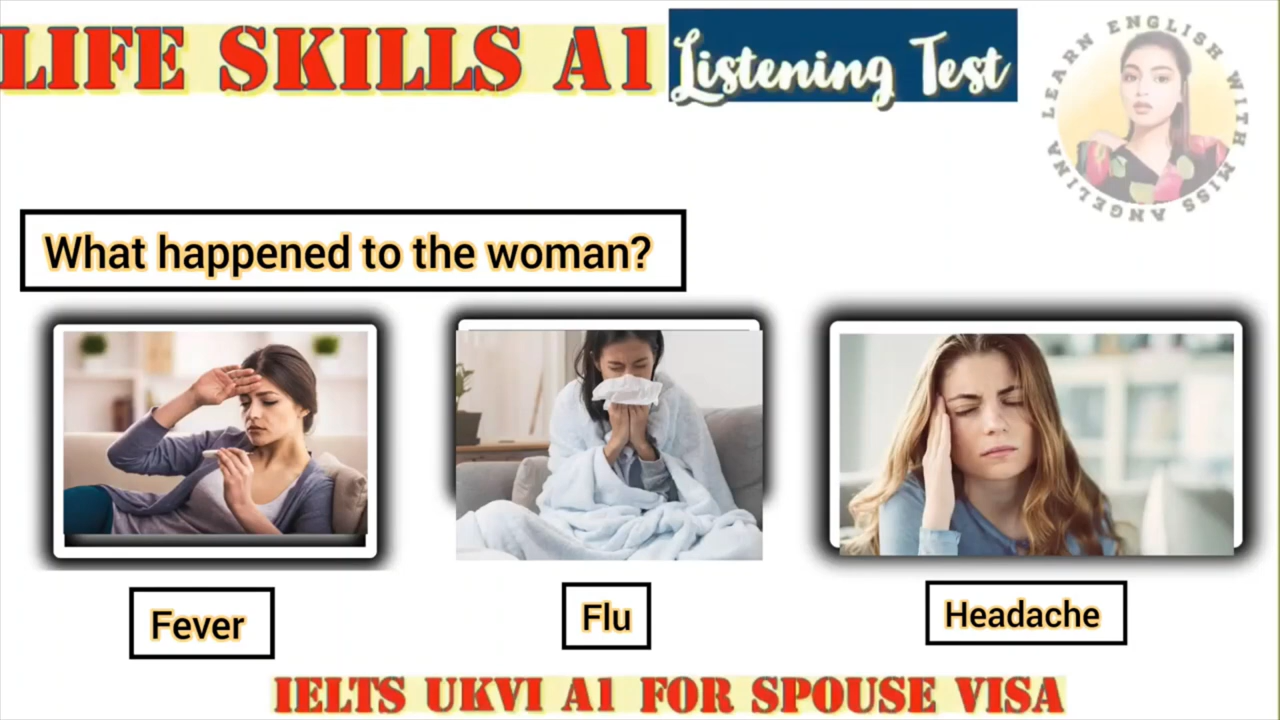 LIFE SKILLS A1 Listening Test
LEARN ENGLISH WITH MISS ANGELINA
What happened to the woman?
Fever
Flu
Headache
IELTS UKVI A1 FOR SPOUSE VISA